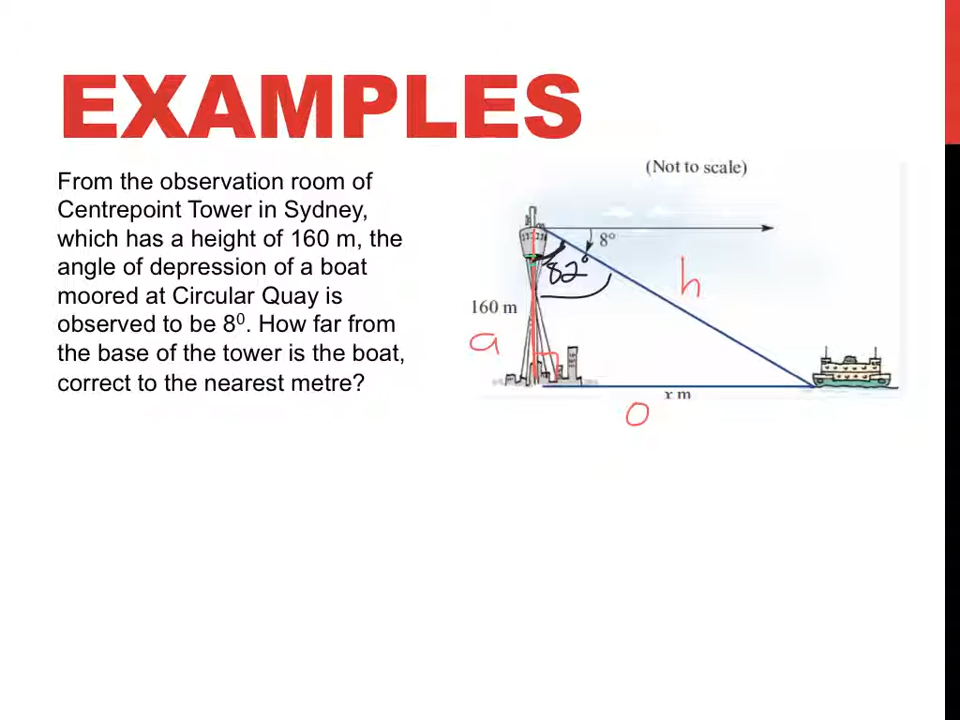 EXAMPLES
From the observation room of
Centrepoint Tower in Sydney,
which has a height of 160 m, the
angle of depression of a boat
moored at Circular Quay is
observed to be 8⁰. How far from
the base of the tower is the boat,
correct to the nearest metre?
(Not to scale)
8°
82°
h
160 m
a
x m
o